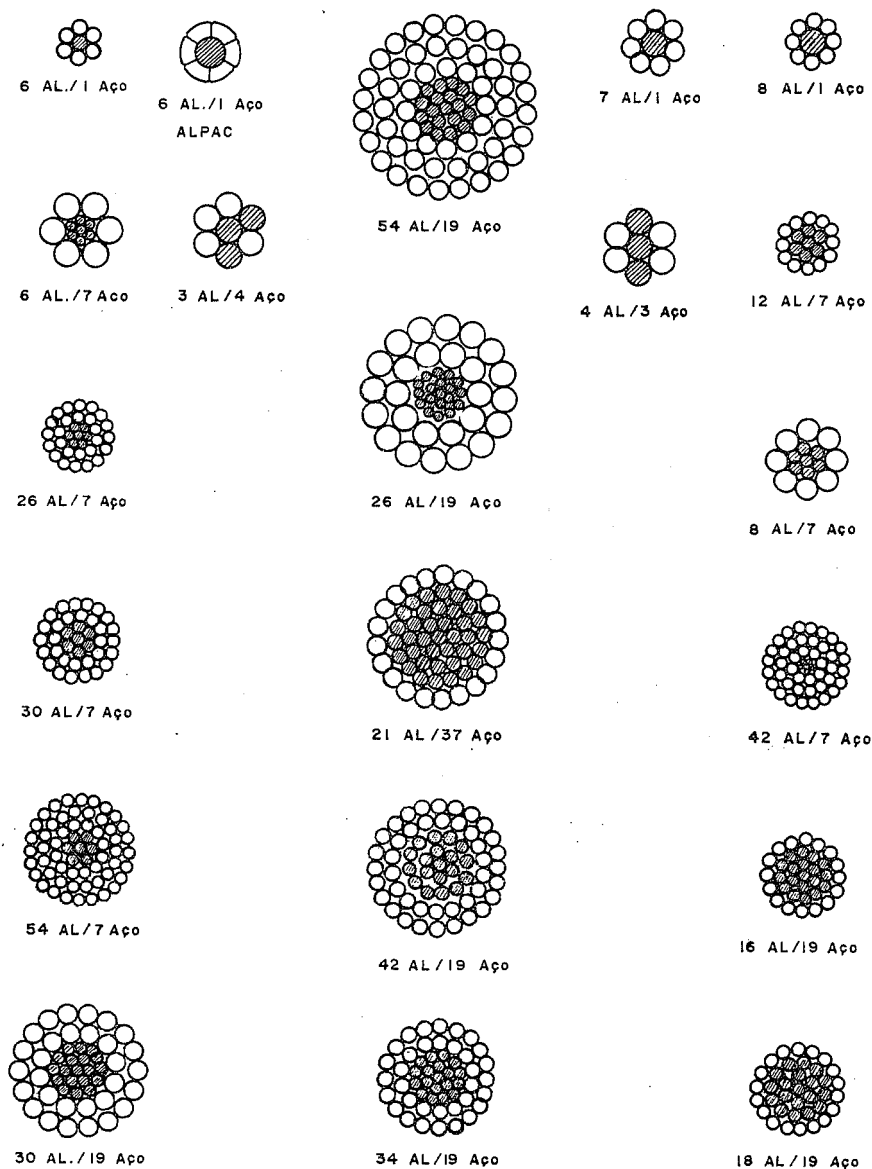 6 AL./1 Aço
6 AL./1 Aço
ALPAC
54 AL/19 Aço
7 AL/1 Aço
8 AL/1 Aço
6 AL./7 Aco
3 AL/4 Aço
4 AL/3 Aço
12 AL/7 Aço
26 AL/7 Aço
26 AL/19 Aço
8 AL/7 Aço
30 AL/7 Aço
21 AL/37 Aço
42 AL/7 Aço
54 AL/7 Aço
42 AL/19 Aço
16 AL/19 Aço
30 AL./19 Aço
34 AL/19 Aço
18 AL/19 Aço